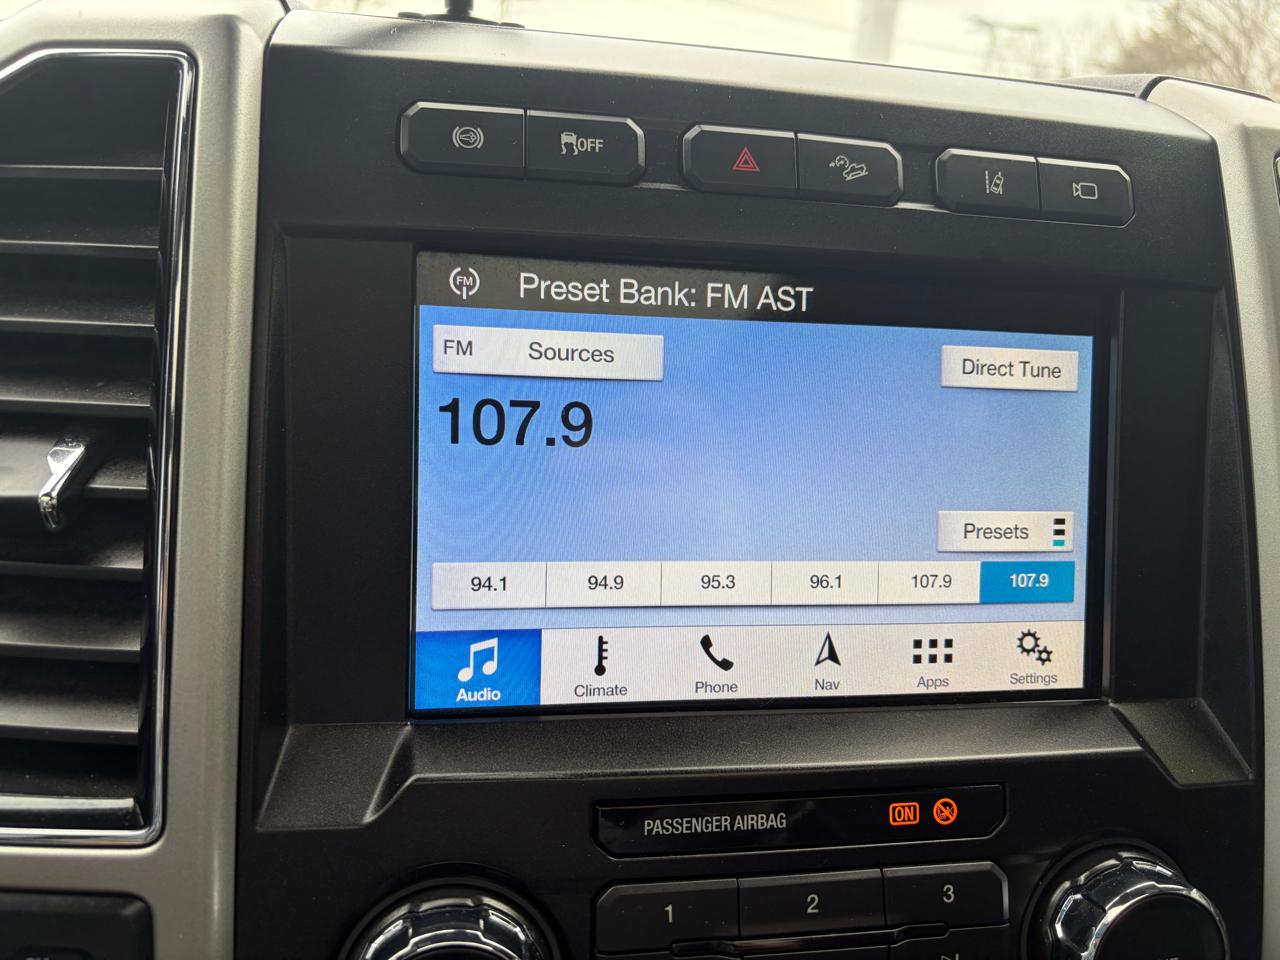 OFF
FM
Preset Bank: FM AST
FM Sources
Direct Tune
107.9
Presets
94.1 94.9 95.3 96.1 107.9 107.9
Audio Climate Phone Nav Apps Settings
PASSENGER AIRBAG ON
1 2 3